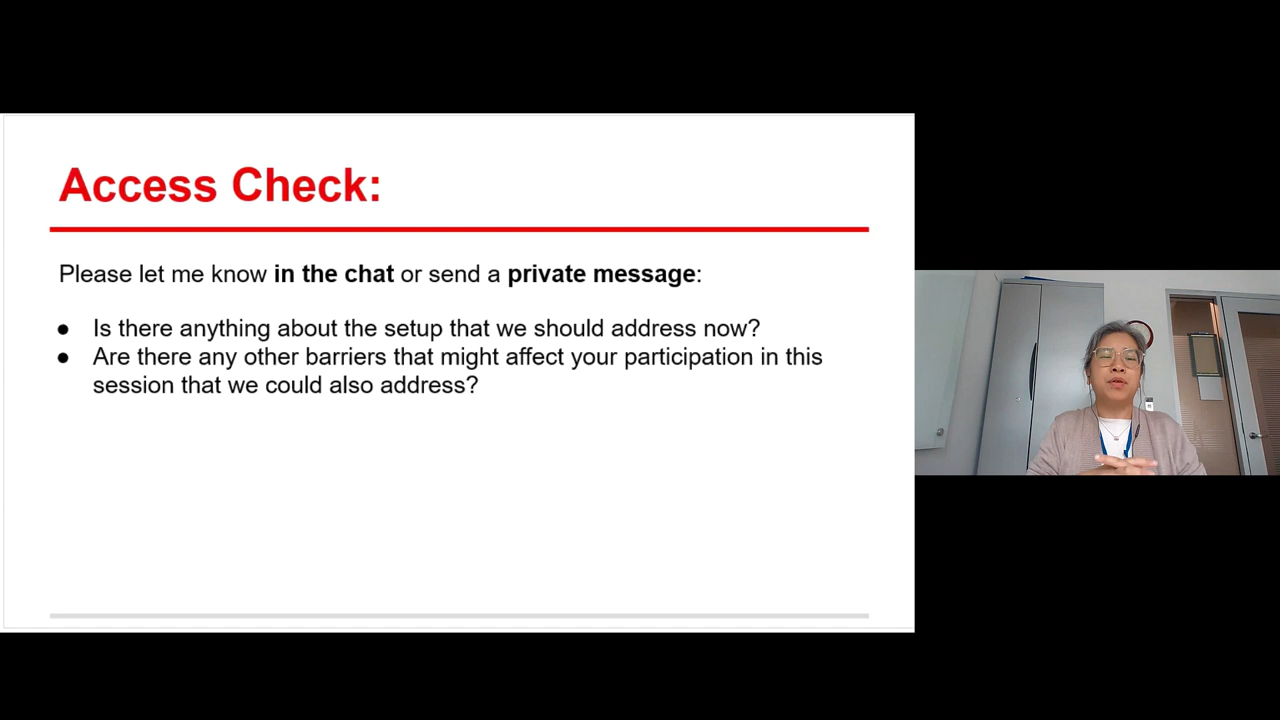 Access Check:
Please let me know in the chat or send a private message:
● Is there anything about the setup that we should address now?
● Are there any other barriers that might affect your participation in this
session that we could also address?